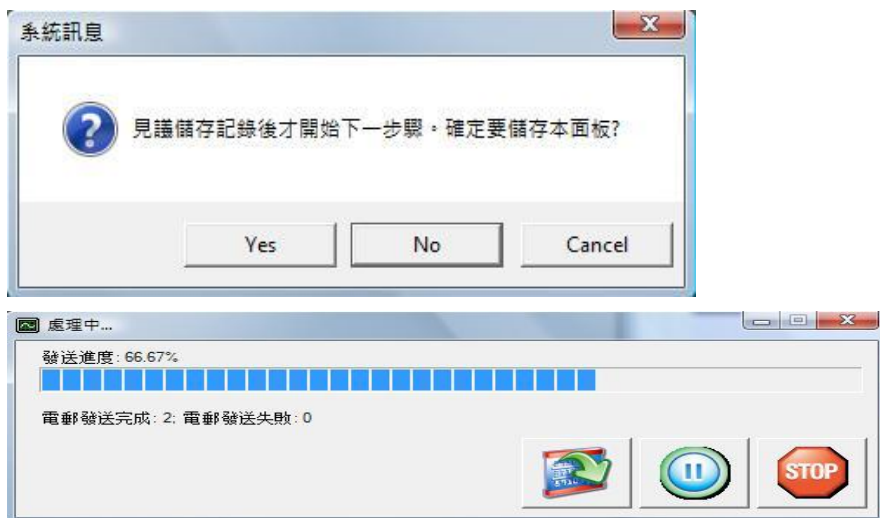 系統訊息
見議儲存記錄後才開始下一步驟。確定要儲存本面板?
Yes
No
Cancel
處理中...
發送進度: 66.67%
電郵發送完成: 2; 電郵發送失敗: 0
STOP